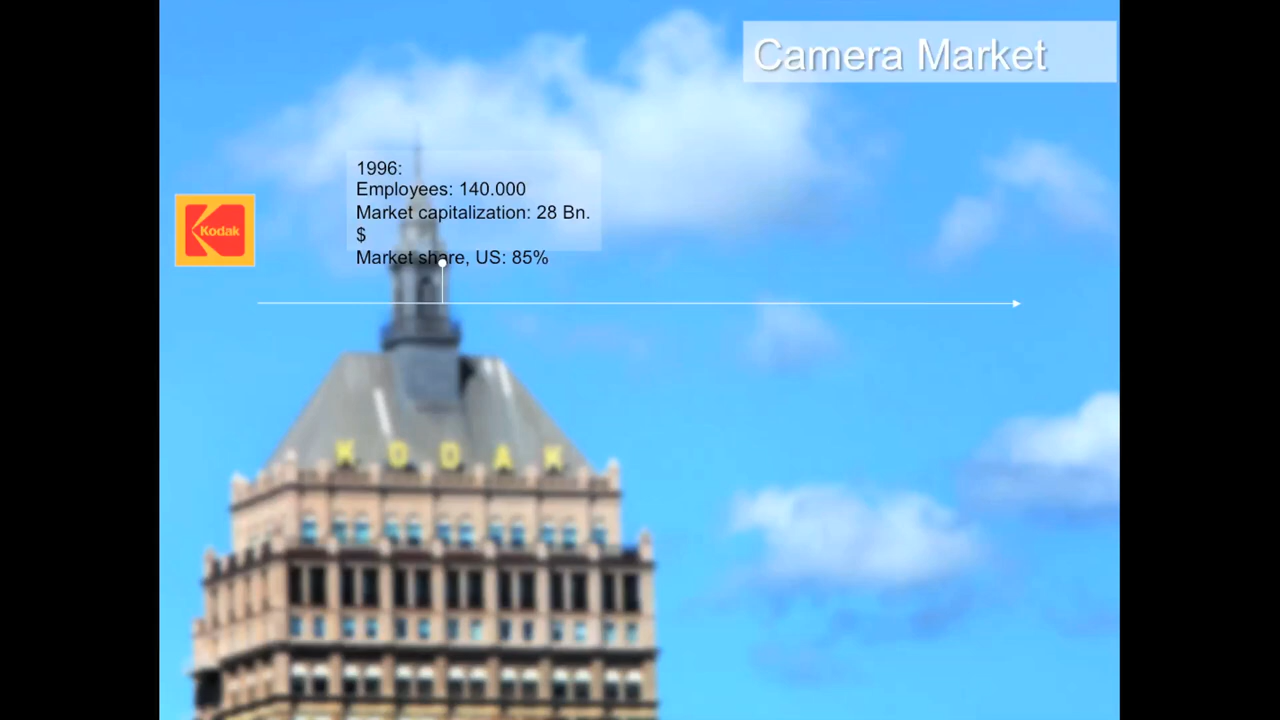 Camera Market
1996:
Employees: 140.000
Market capitalization: 28 Bn.
$
Market share, US: 85%
Kodak
KODAK